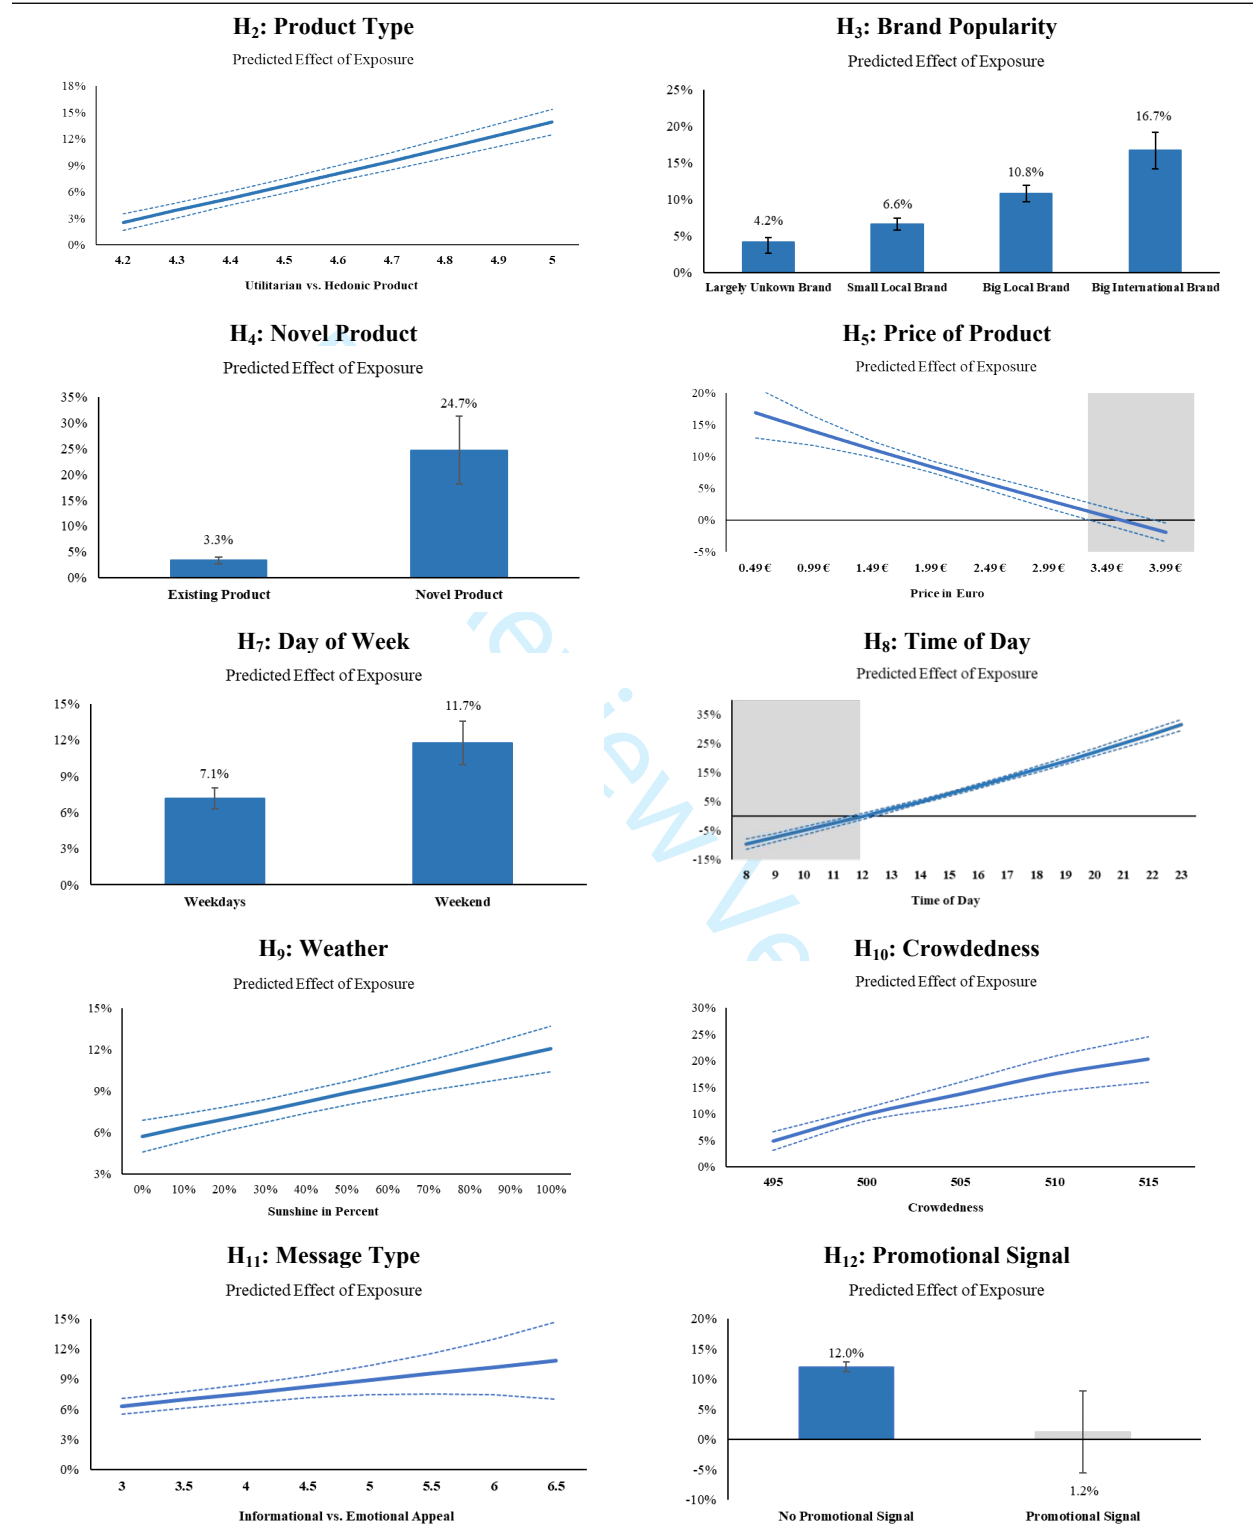 H2: Product Type
Predicted Effect of Exposure
18%
15%
12%
9%
6%
3%
0%
4.2 4.3 4.4 4.5 4.6 4.7 4.8 4.9 5
Utilitarian vs. Hedonic Product
H3: Brand Popularity
Predicted Effect of Exposure
25%
20%
15%
10%
5%
0%
4.2%
6.6%
10.8%
16.7%
Largely Unkown Brand Small Local Brand Big Local Brand Big International Brand
H4: Novel Product
Predicted Effect of Exposure
35%
30%
25%
20%
15%
10%
5%
0%
3.3%
24.7%
Existing Product Novel Product
H5: Price of Product
Predicted Effect of Exposure
20%
15%
10%
5%
0%
-5%
0.49 € 0.99 € 1.49 € 1.99 € 2.49 € 2.99 € 3.49 € 3.99 €
Price in Euro
H7: Day of Week
Predicted Effect of Exposure
15%
12%
9%
6%
3%
0%
7.1%
11.7%
Weekdays Weekend
H8: Time of Day
Predicted Effect of Exposure
35%
25%
15%
5%
-5%
-15%
8 9 10 11 12 13 14 15 16 17 18 19 20 21 22 23
Time of Day
H9: Weather
Predicted Effect of Exposure
15%
12%
9%
6%
3%
0% 10% 20% 30% 40% 50% 60% 70% 80% 90% 100%
Sunshine in Percent
H10: Crowdedness
Predicted Effect of Exposure
30%
25%
20%
15%
10%
5%
0%
495 500 505 510 515
Crowdedness
H11: Message Type
Predicted Effect of Exposure
15%
12%
9%
6%
3%
0%
3 3.5 4 4.5 5 5.5 6 6.5
Informational vs. Emotional Appeal
H12: Promotional Signal
Predicted Effect of Exposure
20%
15%
10%
5%
0%
-5%
-10%
12.0%
1.2%
No Promotional Signal Promotional Signal